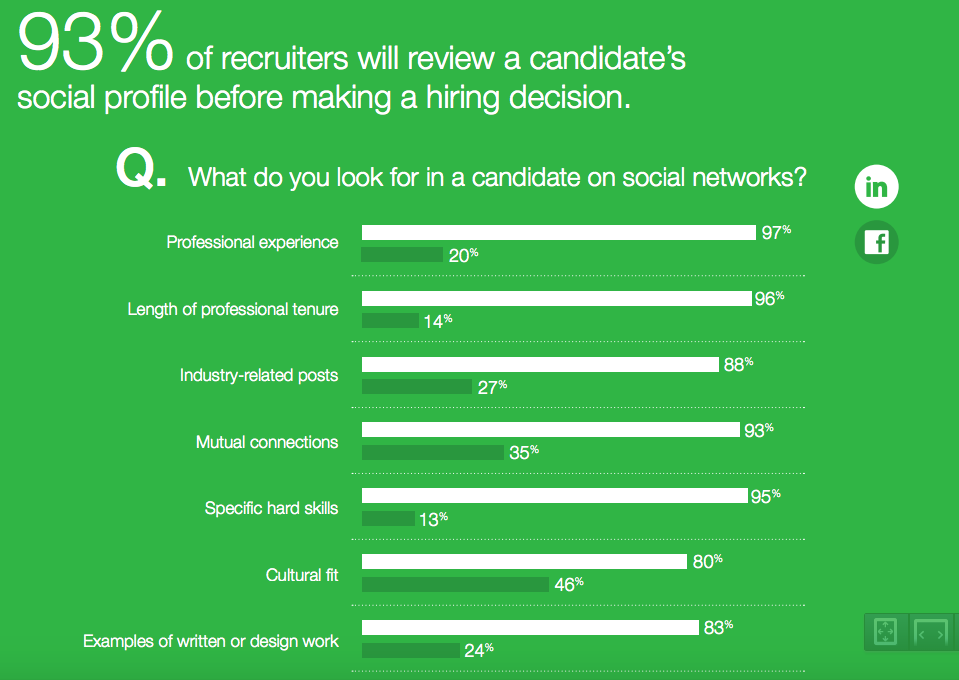 93% of recruiters will review a candidate’s
social profile before making a hiring decision.
Q. What do you look for in a candidate on social networks?
in
f
Professional experience
97%
20%
Length of professional tenure
96%
14%
Industry-related posts
88%
27%
Mutual connections
93%
35%
Specific hard skills
95%
13%
Cultural fit
80%
46%
Examples of written or design work
83%
24%